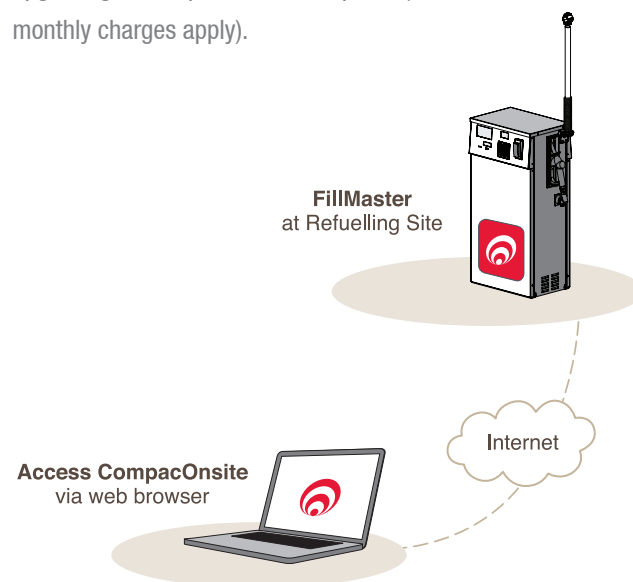 monthly charges apply).
FillMaster
at Refuelling Site
Internet
Access CompacOnsite
via web browser